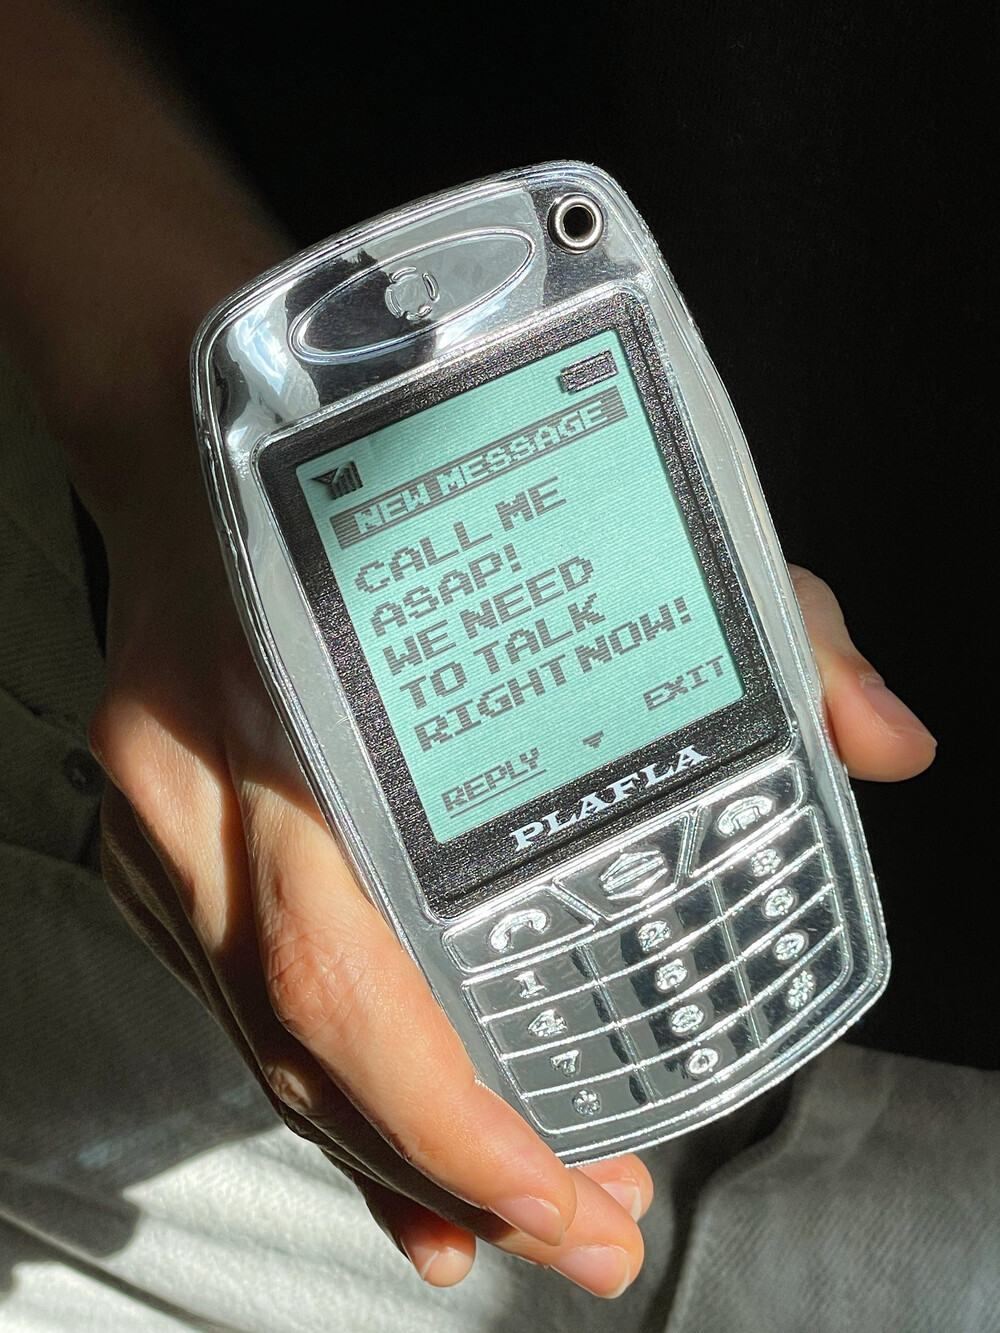 NEW MESSAGE
CALL ME
ASAP!
WE NEED
TO TALK
RIGHT NOW!
REPLY EXIT
PLAFLA
1 2 3
4 5 6
7 8 9
* 0 #